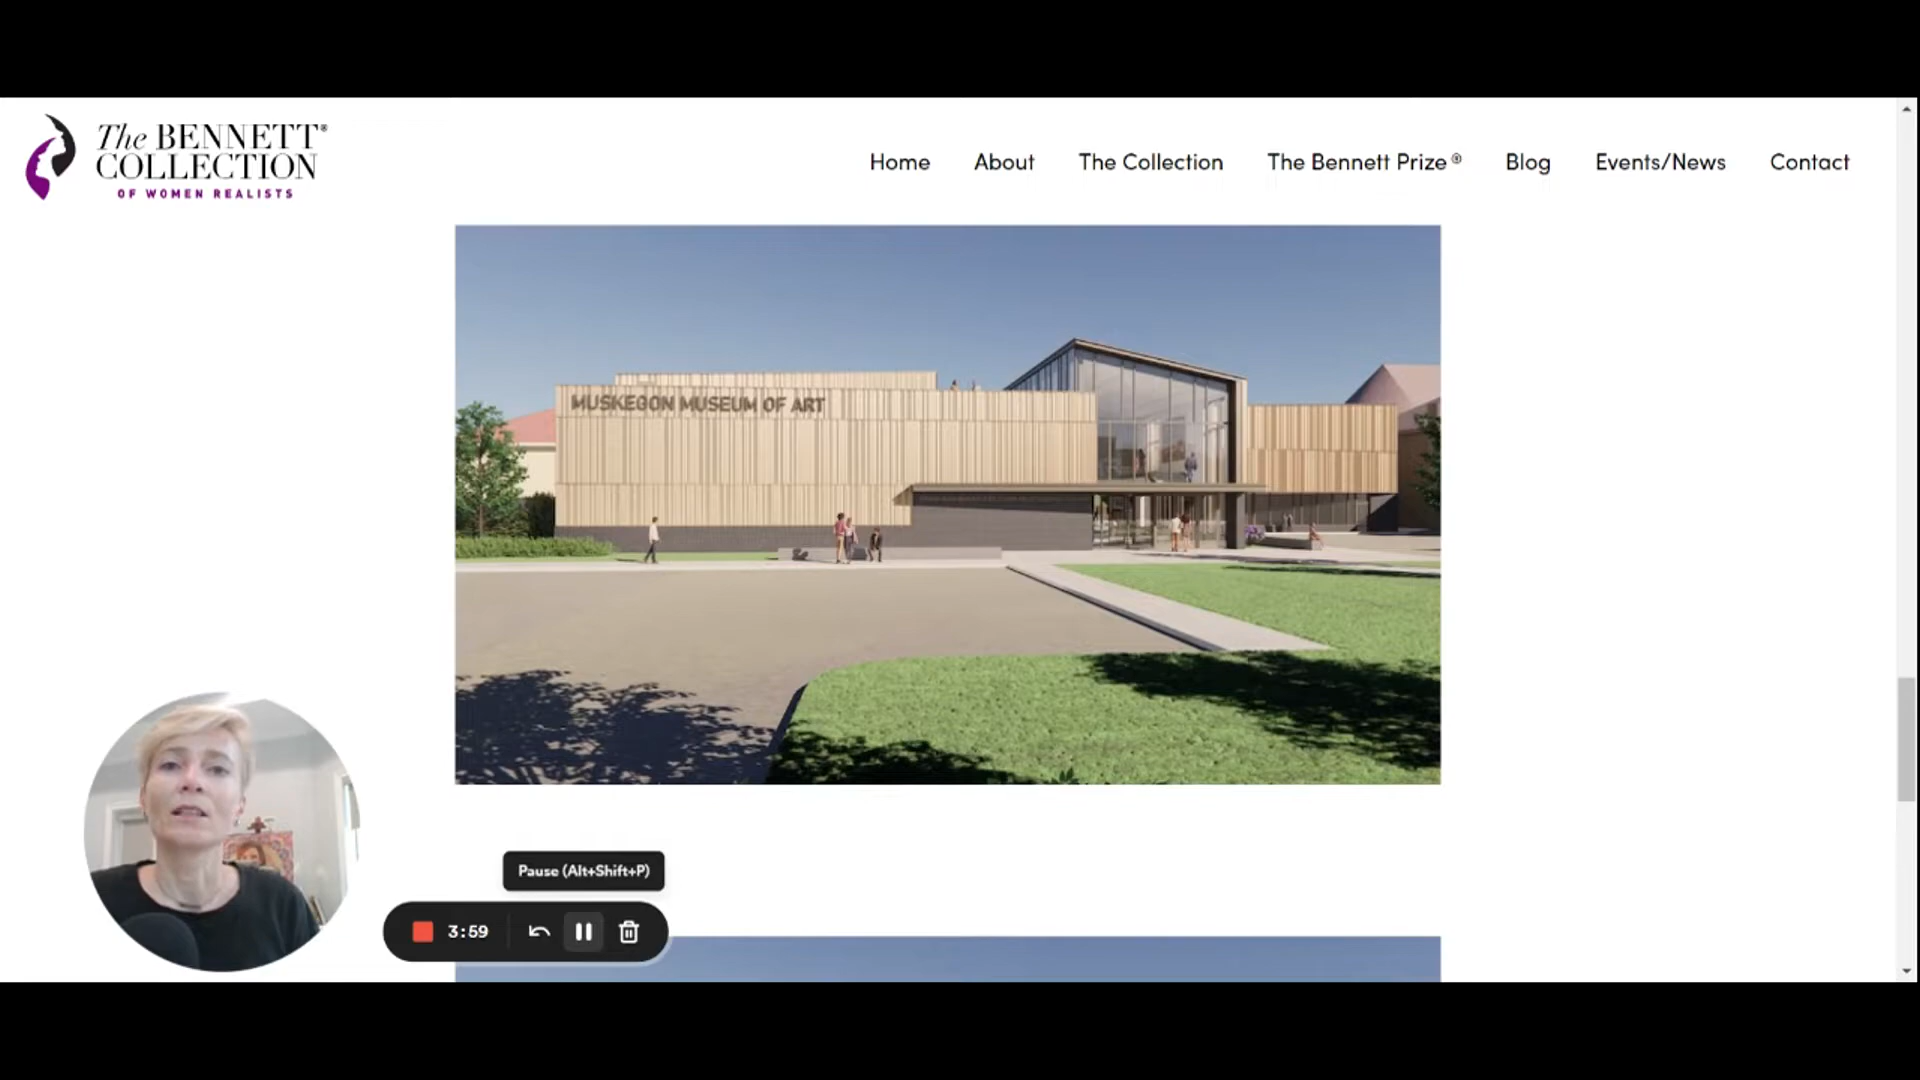 The BENNETT®
COLLECTION
OF WOMEN REALISTS
Home About The Collection The Bennett Prize® Blog Events/News Contact
MUSKEGON MUSEUM OF ART
Pause (Alt+Shift+P)
3:59